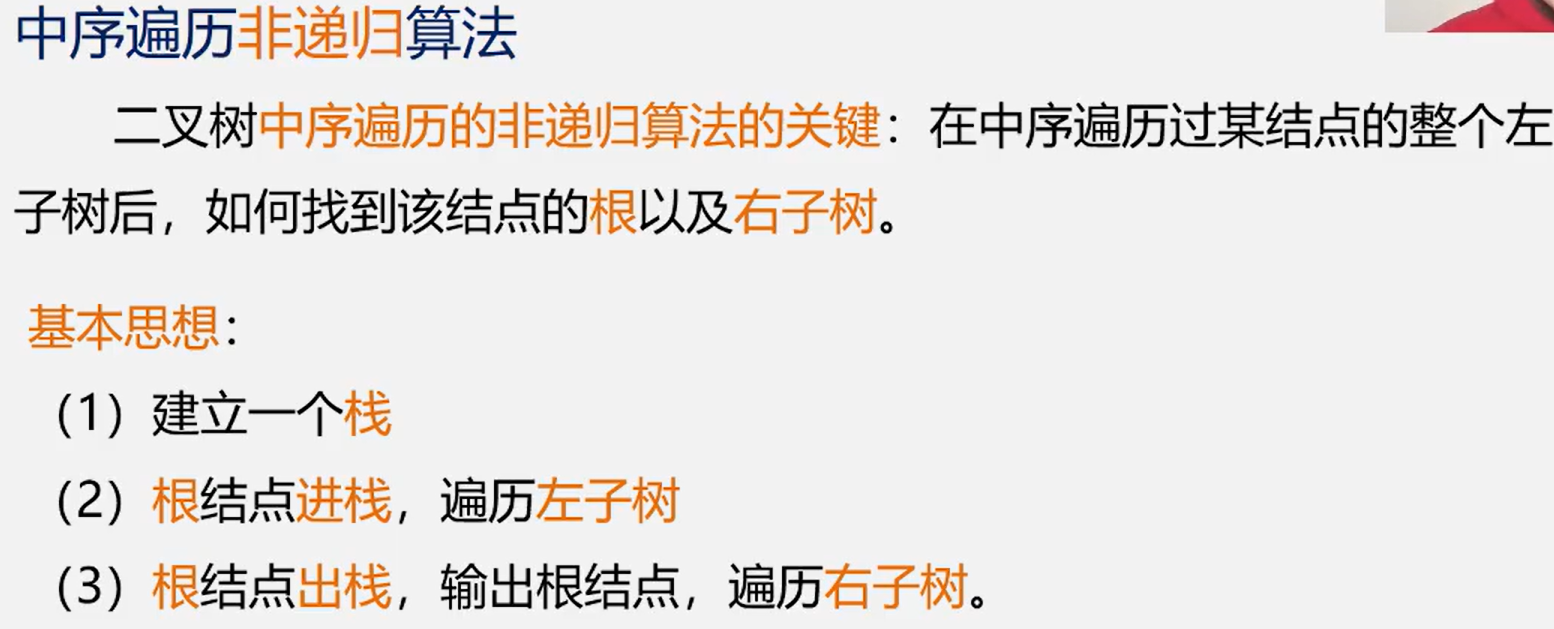 中序遍历非递归算法
二叉树中序遍历的非递归算法的关键：在中序遍历过某结点的整个左
子树后，如何找到该结点的根以及右子树。
基本思想：
（1）建立一个栈
（2）根结点进栈，遍历左子树
（3）根结点出栈，输出根结点，遍历右子树。